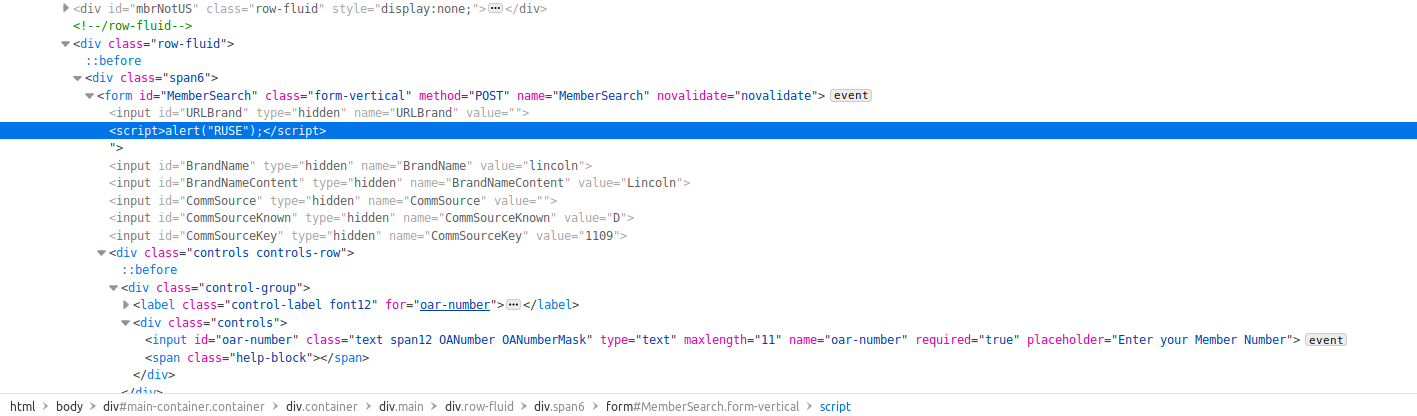 <div id="mbrNotUS" class="row-fluid" style="display:none;">…</div>
<!--/row-fluid-->
<div class="row-fluid">
::before
<div class="span6">
<form id="MemberSearch" class="form-vertical" method="POST" name="MemberSearch" novalidate="novalidate"> event
<input id="URLBrand" type="hidden" name="URLBrand" value="">
<script>alert("RUSE");</script>
">
<input id="BrandName" type="hidden" name="BrandName" value="lincoln">
<input id="BrandNameContent" type="hidden" name="BrandNameContent" value="Lincoln">
<input id="CommSource" type="hidden" name="CommSource" value="">
<input id="CommSourceKnown" type="hidden" name="CommSourceKnown" value="D">
<input id="CommSourceKey" type="hidden" name="CommSourceKey" value="1109">
<div class="controls controls-row">
::before
<div class="control-group">
<label class="control-label font12" for="oar-number">…</label>
<div class="controls">
<input id="oar-number" class="text span12 OANumber OANumberMask" type="text" maxlength="11" name="oar-number" required="true" placeholder="Enter your Member Number"> event
<span class="help-block"></span>
</div>
</div>
html > body > div#main-container.container > div.container > div.main > div.row-fluid > div.span6 > form#MemberSearch.form-vertical > script